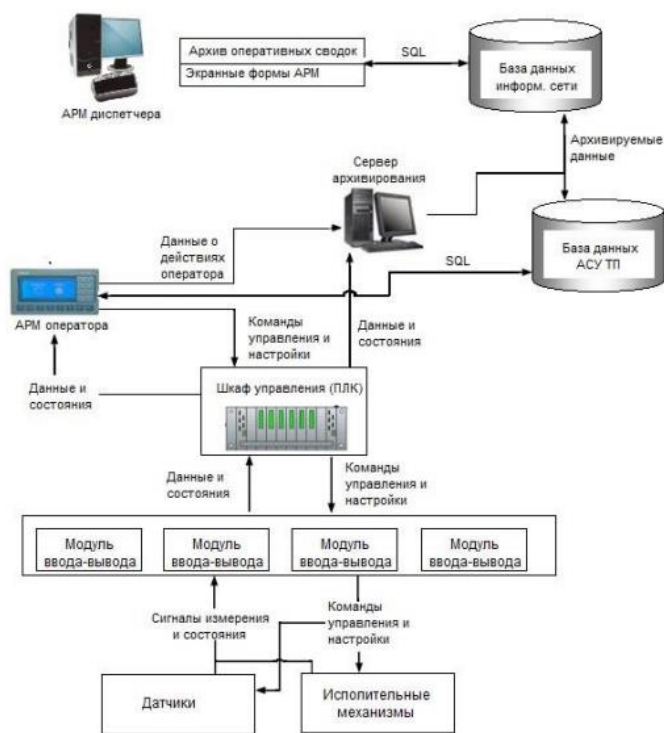 Архив оперативных сводок
Экранные формы АРМ
SQL
База данных
информ. сети
АРМ диспетчера
Архивируемые
данные
Сервер
архивирования
Данные о
действиях
оператора
SQL
База данных
АСУ ТП
АРМ оператора
Команды
управления и
настройки
Данные и
состояния
Данные и
состояния
Шкаф управления (ПЛК)
Данные и
состояния
Команды
управления и
настройки
Модуль
ввода-вывода
Модуль
ввода-вывода
Модуль
ввода-вывода
Модуль
ввода-вывода
Сигналы измерения
и состояния
Команды
управления и
настройки
Датчики
Исполительные
механизмы